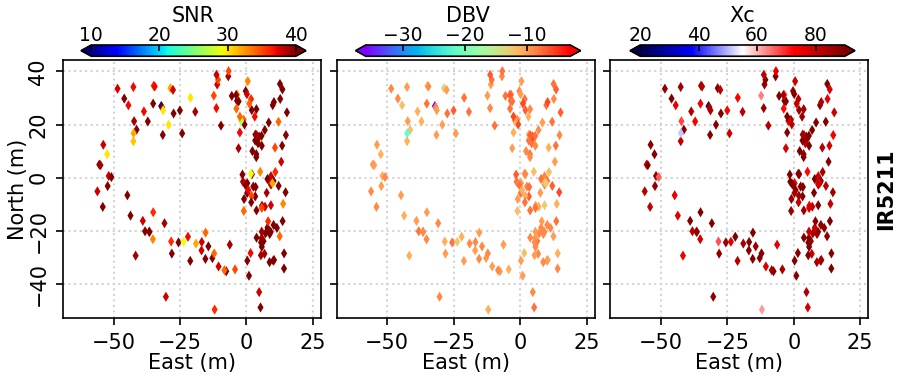 SNR DBV Xc
10 20 30 40 −30 −20 −10 20 40 60 80
40
20
0
−20
−40
North (m)
IR5211
−50 −25 0 25 −50 −25 0 25 −50 −25 0 25
East (m) East (m) East (m)